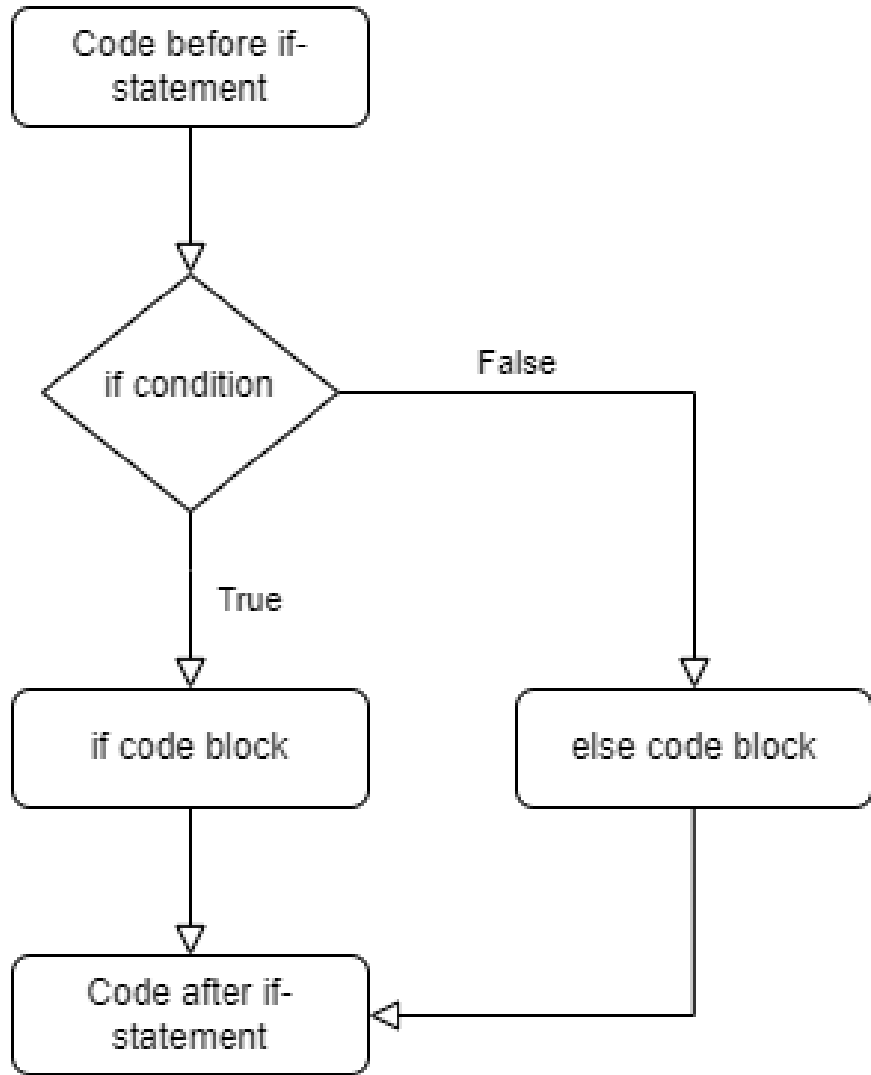 Code before if-
statement
if condition
False
True
if code block
else code block
Code after if-
statement